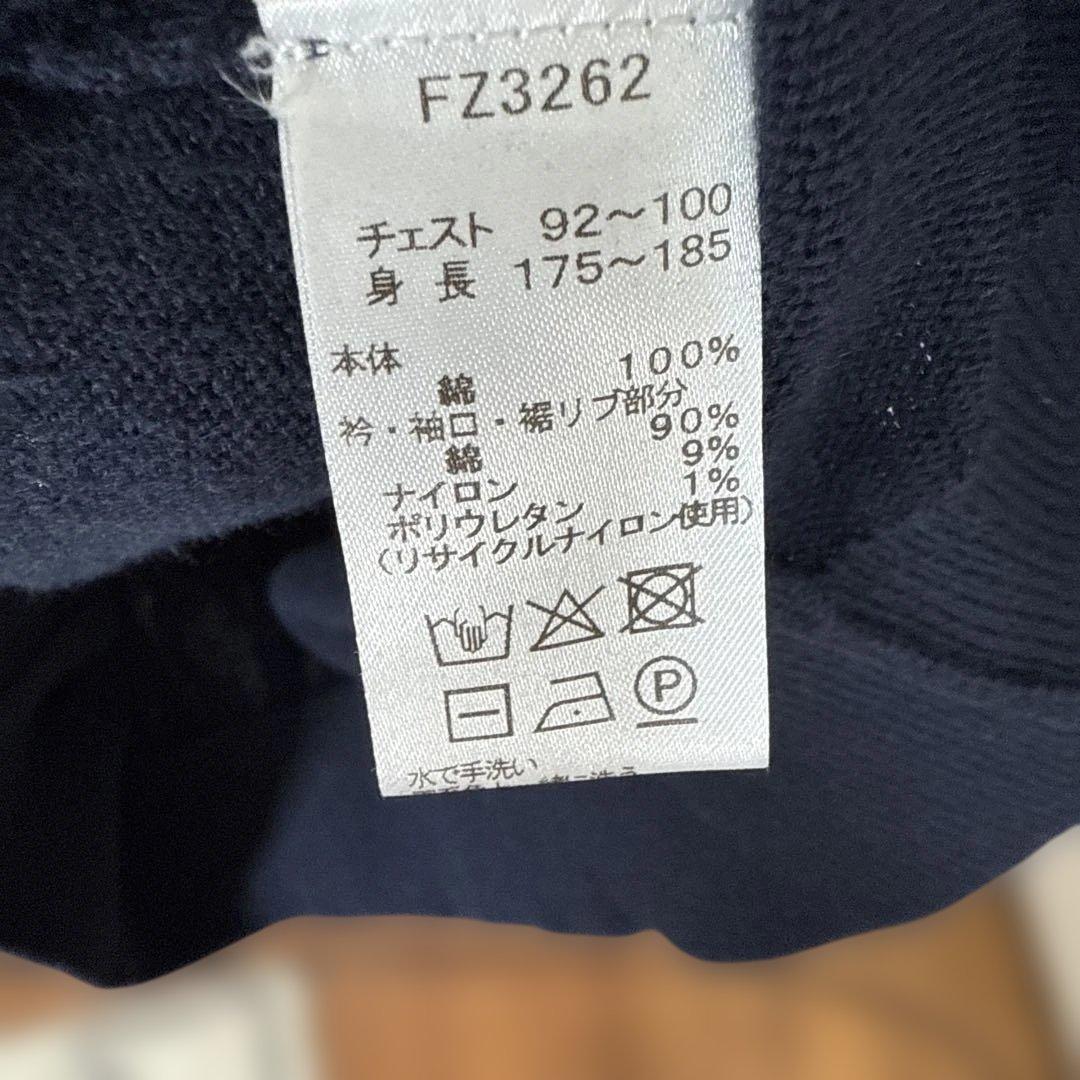 FZ3262
チェスト 92～100
身 長 175～185
本体
綿 100%
衿・袖口・裾リブ部分
綿 90%
ナイロン 9%
ポリウレタン 1%
(リサイクルナイロン使用)
P
水で手洗い